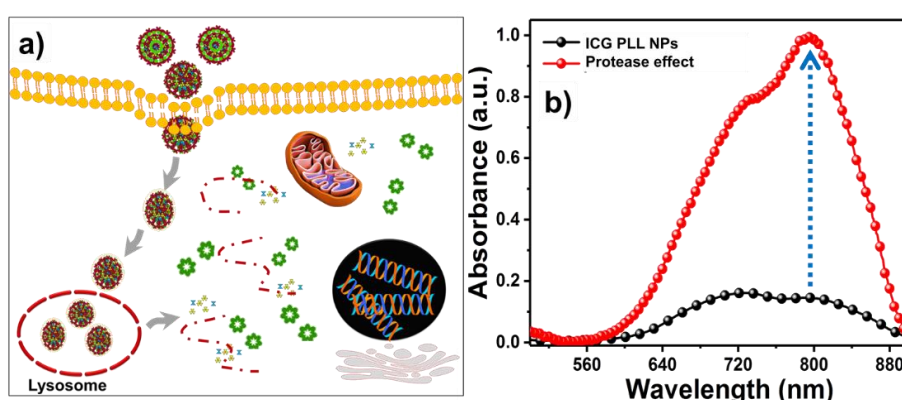 a)
Lysosome
b)
ICG PLL NPs
Protease effect
Absorbance (a.u.)
1.0
0.8
0.6
0.4
0.2
0.0
560 640 720 800 880
Wavelength (nm)